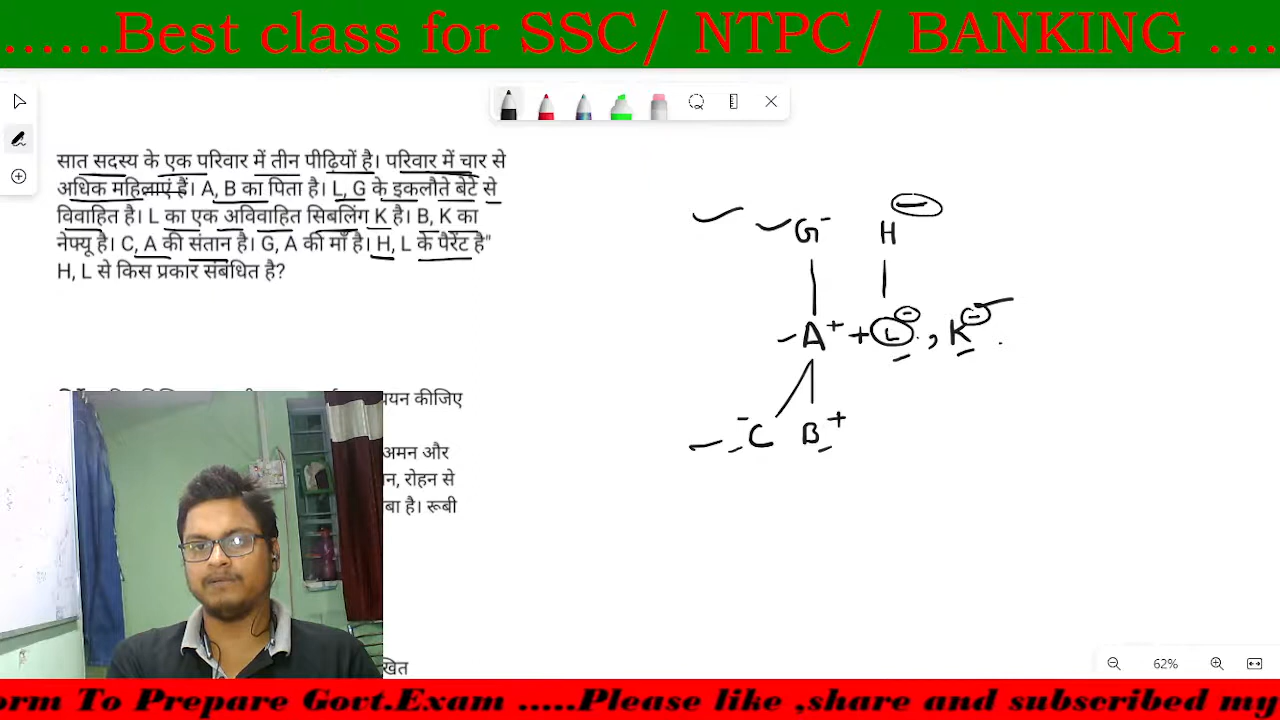 ......Best class for SSC/ NTPC/ BANKING ....
सात सदस्य के एक परिवार में तीन पीढ़ियों है। परिवार में चार से
अधिक महिलाएं हैं। A, B का पिता है। L, G के इकलौते बेटे से
विवाहित है। L का एक अविवाहित सिबलिंग K है। B, K का
नेफ्यू है। C, A की संतान है। G, A की माँ है। H, L के पैरेंट है"
H, L से किस प्रकार संबंधित है?
G⁻ H ⁻
A⁺ + L ⁻, K ⁻
⁻C B⁺
यन कीजिए
अमन और
न, रोहन से
बा है। रूबी
खित
62%
orm To Prepare Govt.Exam .....Please like ,share and subscribed my